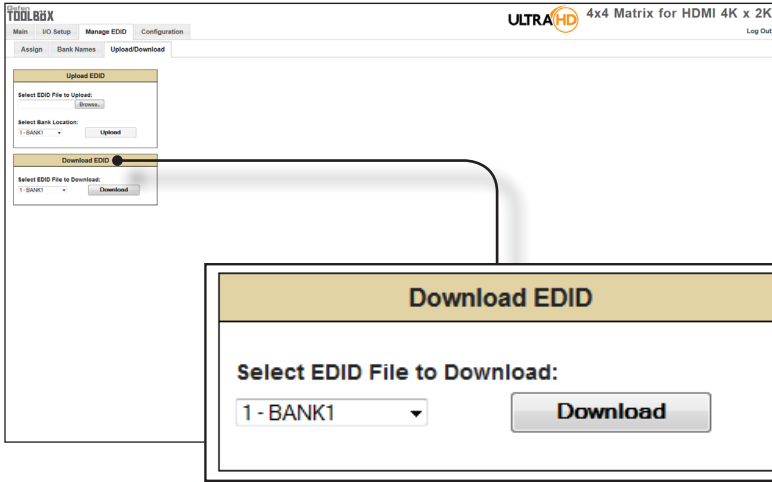 Gefen
TOOLBOX
ULTRA HD
4x4 Matrix for HDMI 4K x 2K
Log Out
Main I/O Setup Manage EDID Configuration
Assign Bank Names Upload/Download
Upload EDID
Select EDID File to Upload:
Browse..
Select Bank Location:
1 - BANK1 Upload
Download EDID
Select EDID File to Download:
1 - BANK1 Download
Download EDID
Select EDID File to Download:
1 - BANK1 Download